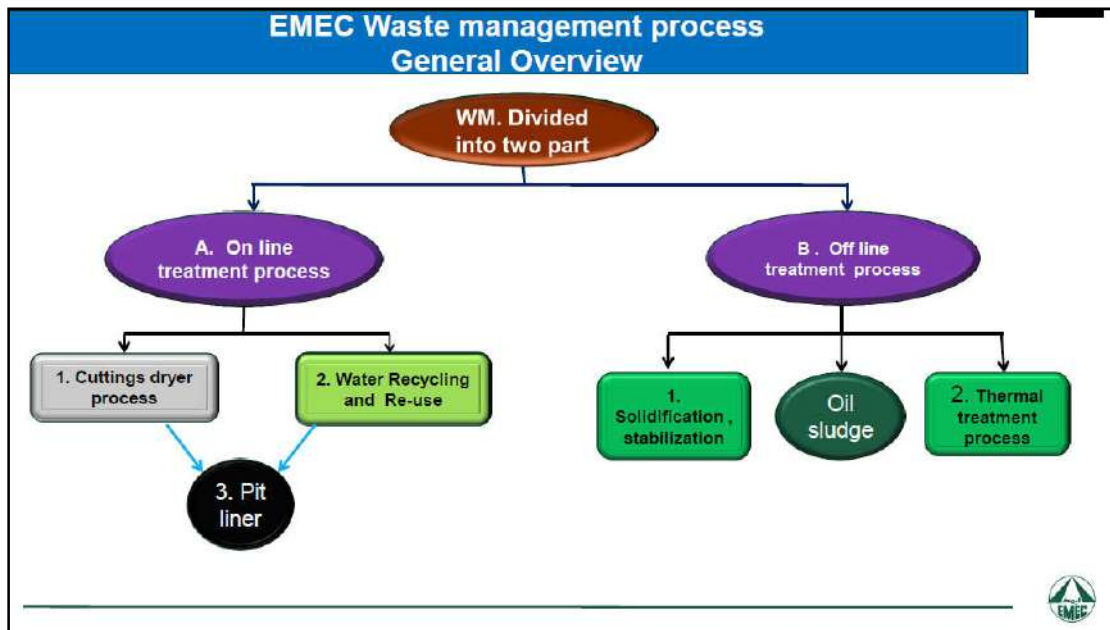 EMEC Waste management process
General Overview
WM. Divided
into two part
A. On line
treatment process
B . Off line
treatment process
1. Cuttings dryer
process
2. Water Recycling
and Re-use
3. Pit
liner
1.
Solidification ,
stabilization
Oil
sludge
2. Thermal
treatment
process
EMEC